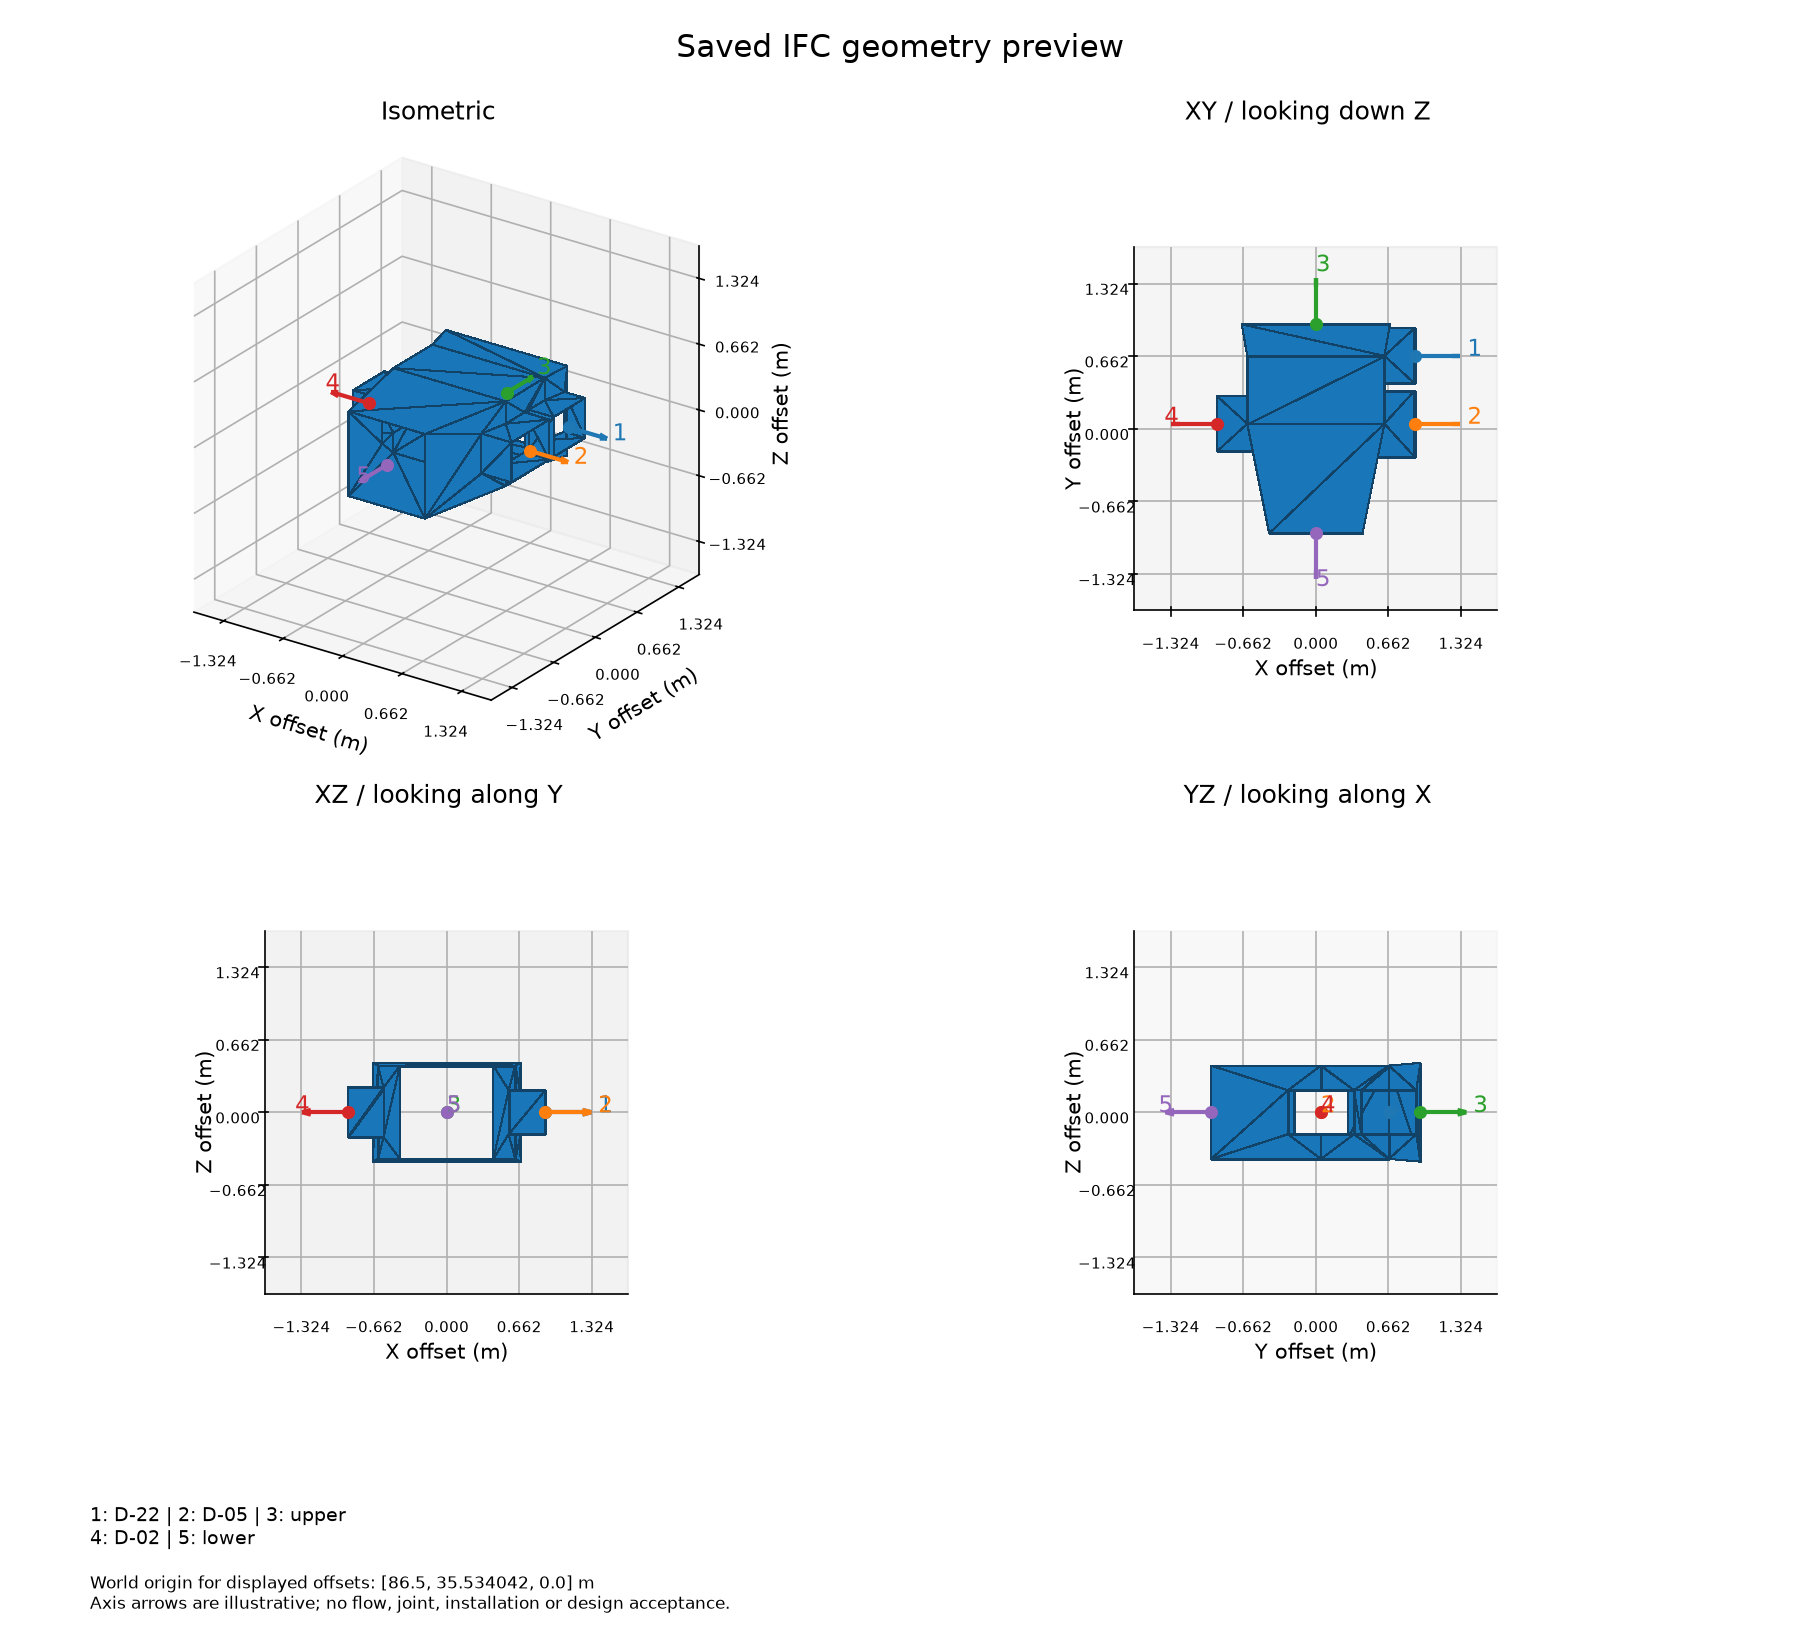 Saved IFC geometry preview
Isometric
1.324
0.662
0.000
−0.662
−1.324
Z offset (m)
−1.324
−0.662
0.000
0.662
1.324
X offset (m)
−1.324
−0.662
0.000
0.662
1.324
Y offset (m)
1
2
3
4
5
XY / looking down Z
1.324
0.662
0.000
−0.662
−1.324
Y offset (m)
−1.324 −0.662 0.000 0.662 1.324
X offset (m)
3
1
2
4
5
XZ / looking along Y
1.324
0.662
0.000
−0.662
−1.324
Z offset (m)
−1.324 −0.662 0.000 0.662 1.324
X offset (m)
4
5
2
YZ / looking along X
1.324
0.662
0.000
−0.662
−1.324
Z offset (m)
−1.324 −0.662 0.000 0.662 1.324
Y offset (m)
5
4
3
1: D-22 | 2: D-05 | 3: upper
4: D-02 | 5: lower
World origin for displayed offsets: [86.5, 35.534042, 0.0] m
Axis arrows are illustrative; no flow, joint, installation or design acceptance.